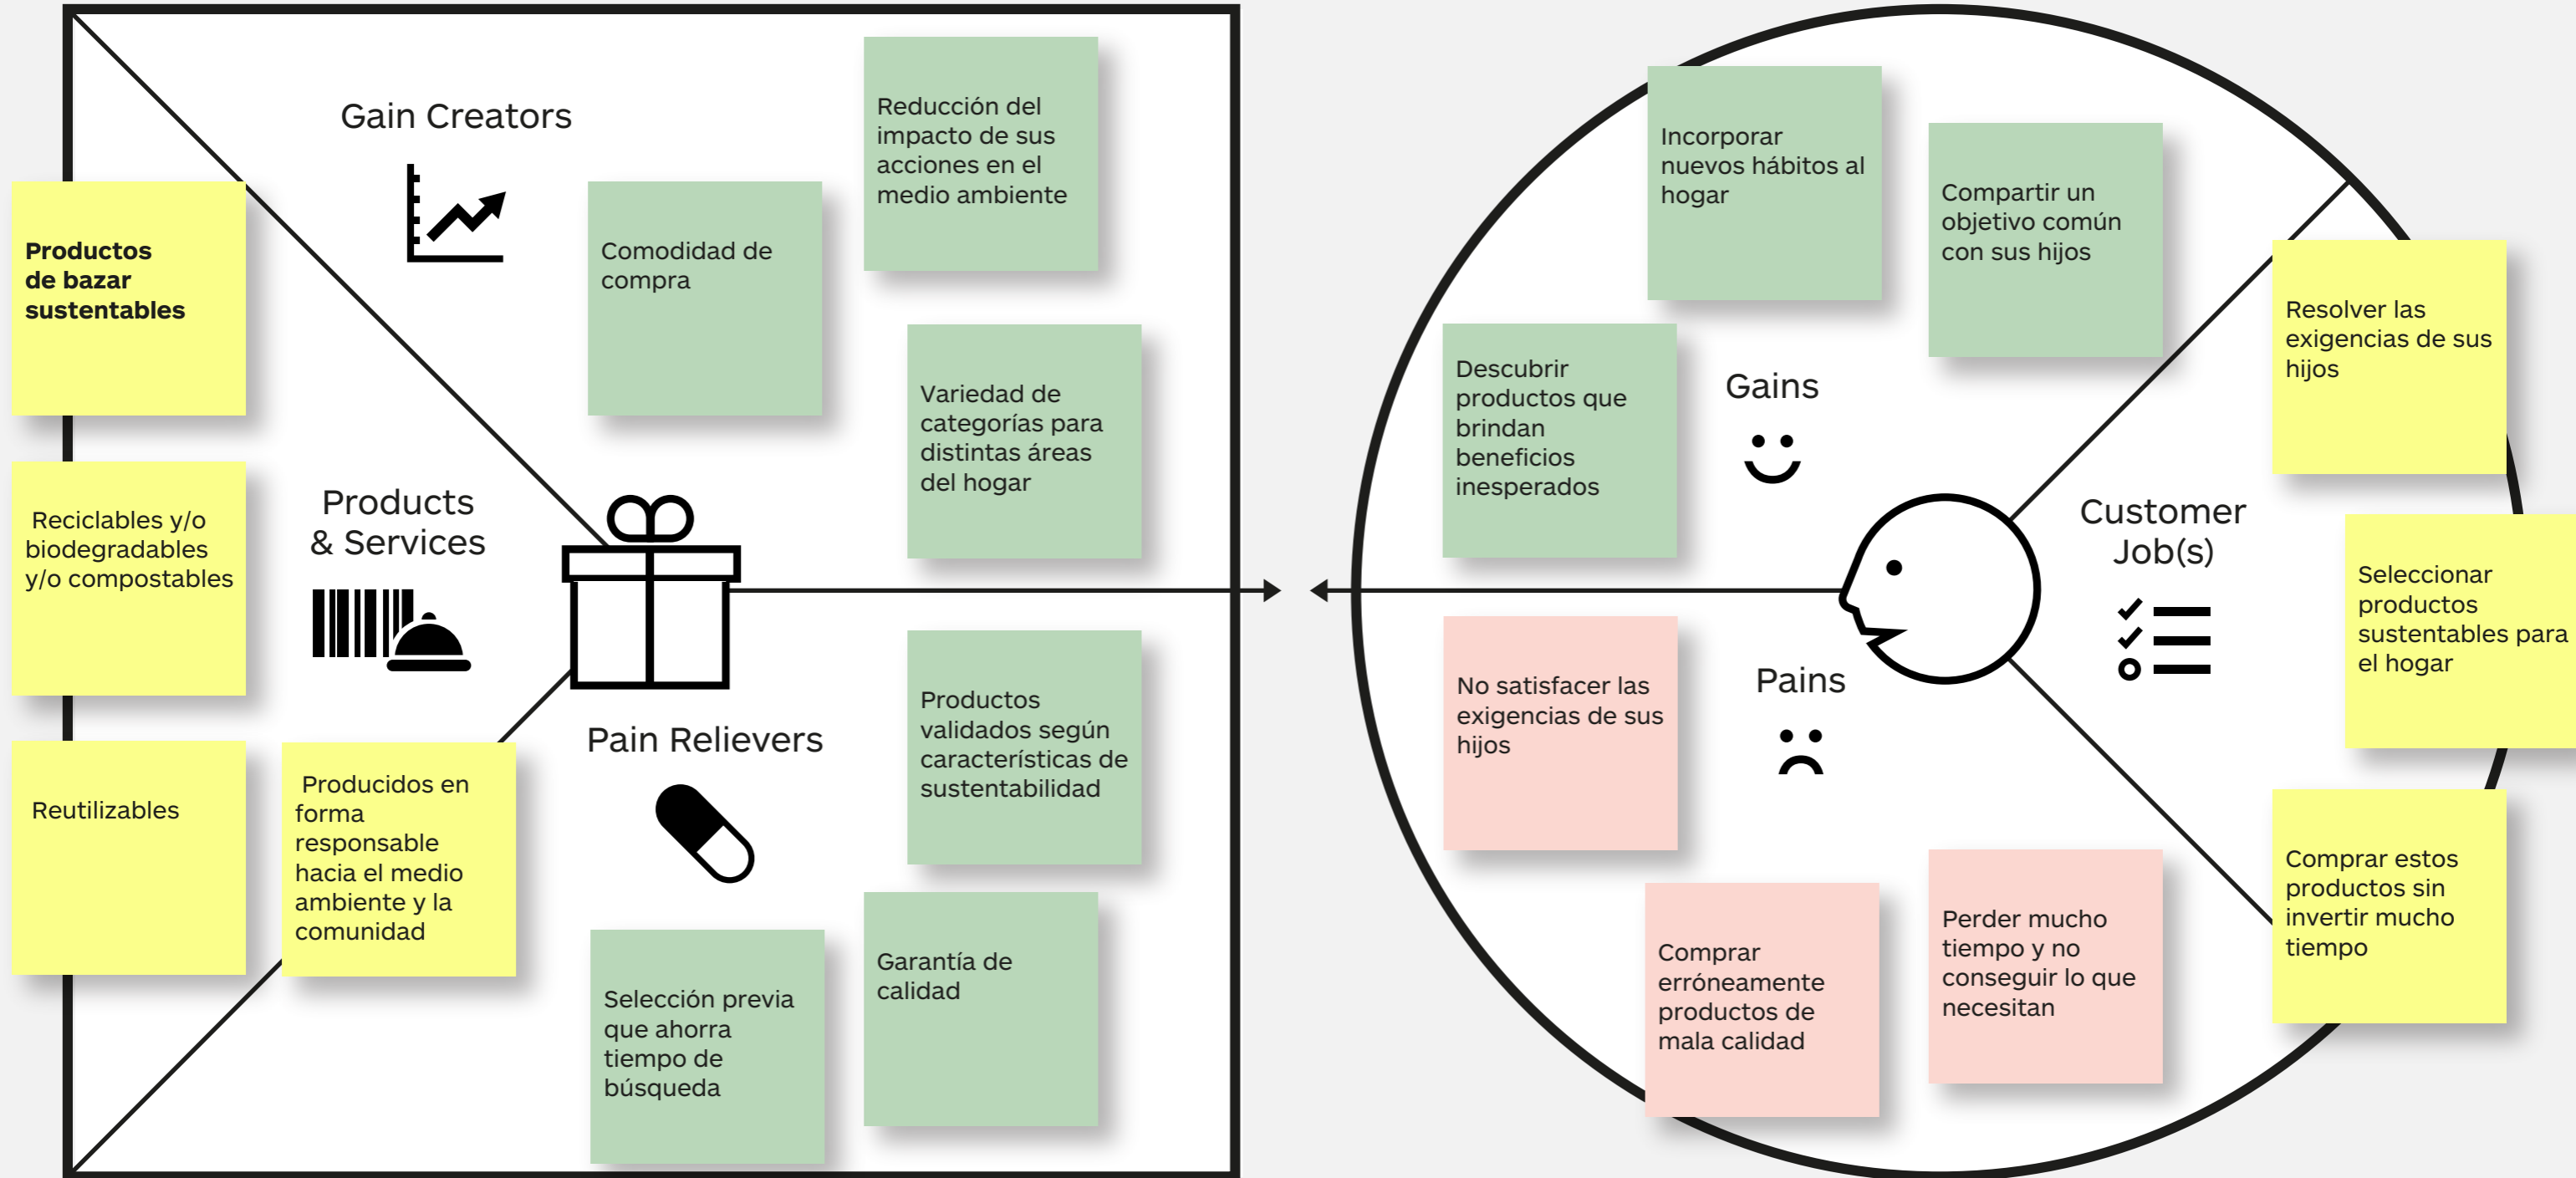 Gain Creators
Reducción del
impacto de sus
acciones en el
medio ambiente
Comodidad de
compra
Variedad de
categorías para
distintas áreas
del hogar
Productos
de bazar
sustentables
Reciclables y/o
biodegradables
y/o compostables
Reutilizables
Producidos en
forma
responsable
hacia el medio
ambiente y la
comunidad
Products
& Services
Pain Relievers
Productos
validados según
características de
sustentabilidad
Garantía de
calidad
Selección previa
que ahorra
tiempo de
búsqueda
Incorporar
nuevos hábitos al
hogar
Compartir un
objetivo común
con sus hijos
Descubrir
productos que
brindan
beneficios
inesperados
Gains
Resolver las
exigencias de sus
hijos
Customer
Job(s)
Seleccionar
productos
sustentables para
el hogar
Comprar estos
productos sin
invertir mucho
tiempo
Pains
No satisfacer las
exigencias de sus
hijos
Comprar
erróneamente
productos de
mala calidad
Perder mucho
tiempo y no
conseguir lo que
necesitan